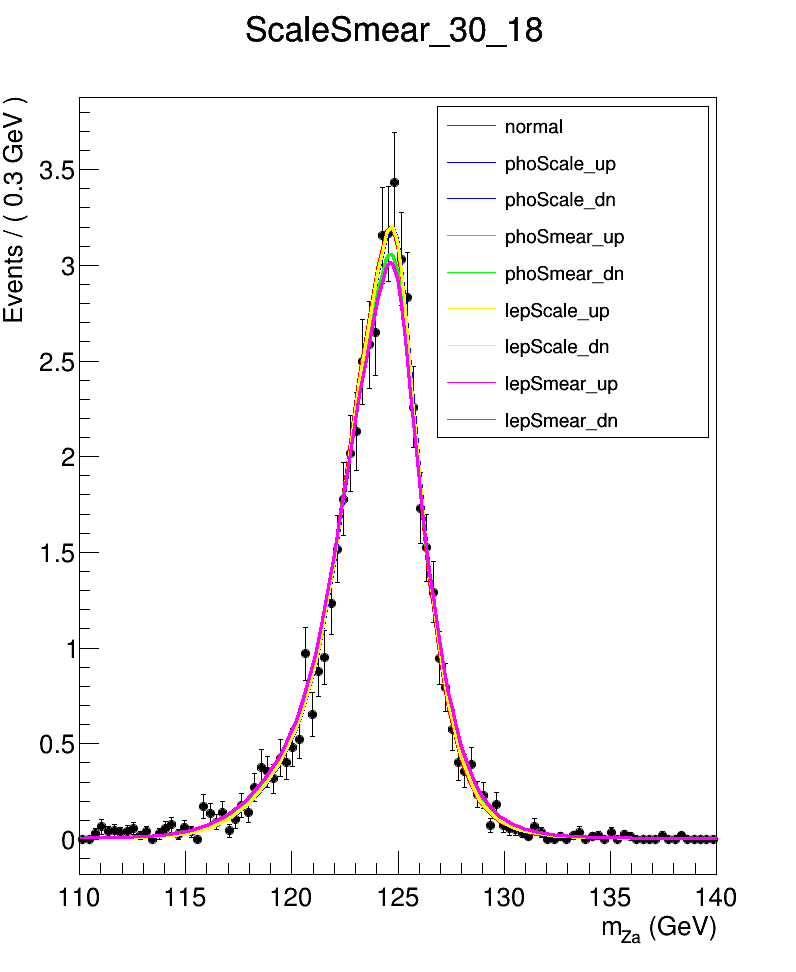 ScaleSmear_30_18
Events / ( 0.3 GeV )
3.5
3
2.5
2
1.5
1
0.5
0
normal
phoScale_up
phoScale_dn
phoSmear_up
phoSmear_dn
lepScale_up
lepScale_dn
lepSmear_up
lepSmear_dn
110 115 120 125 130 135 140
m_Za (GeV)